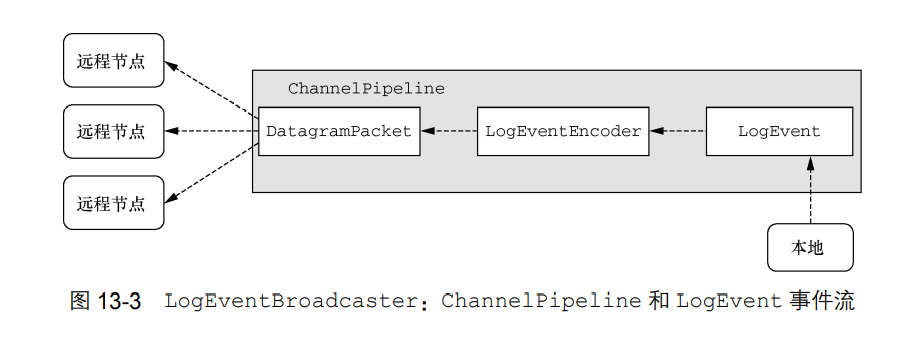 远程节点
ChannelPipeline
远程节点
DatagramPacket
LogEventEncoder
LogEvent
远程节点
本地
图 13-3 LogEventBroadcaster：ChannelPipeline 和 LogEvent 事件流